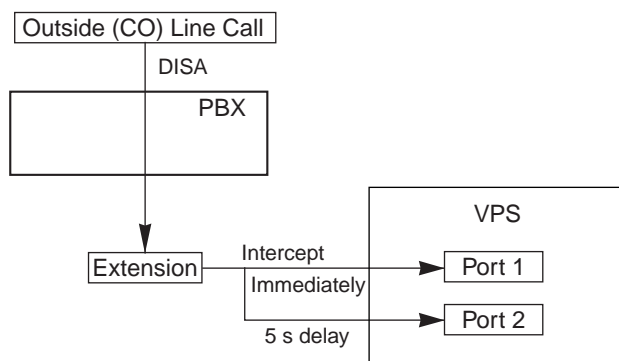 Outside (CO) Line Call
DISA
PBX
VPS
Extension
Intercept
Immediately
5 s delay
Port 1
Port 2